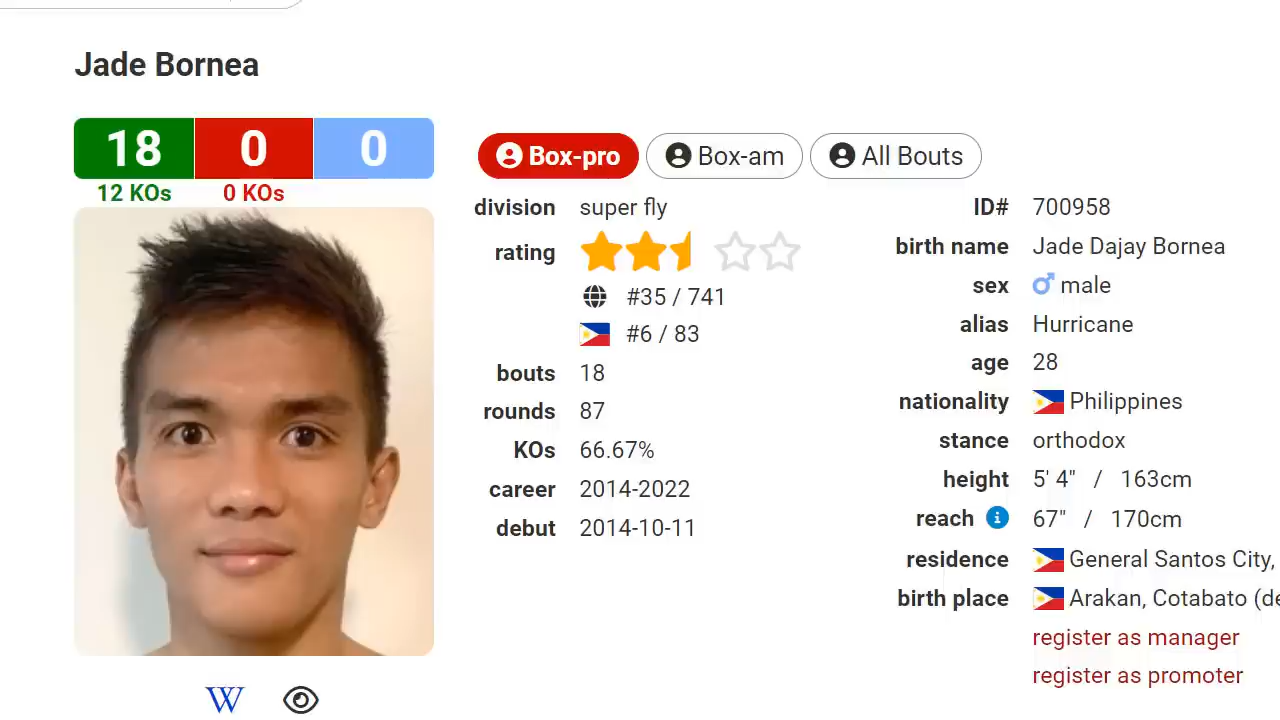 Jade Bornea
18 0 0
12 KOs 0 KOs
Box-pro Box-am All Bouts
division super fly
rating
#35 / 741
#6 / 83
bouts 18
rounds 87
KOs 66.67%
career 2014-2022
debut 2014-10-11
ID# 700958
birth name Jade Dajay Bornea
sex male
alias Hurricane
age 28
nationality Philippines
stance orthodox
height 5' 4" / 163cm
reach 67" / 170cm
residence General Santos City,
birth place Arakan, Cotabato (de
register as manager
register as promoter
W